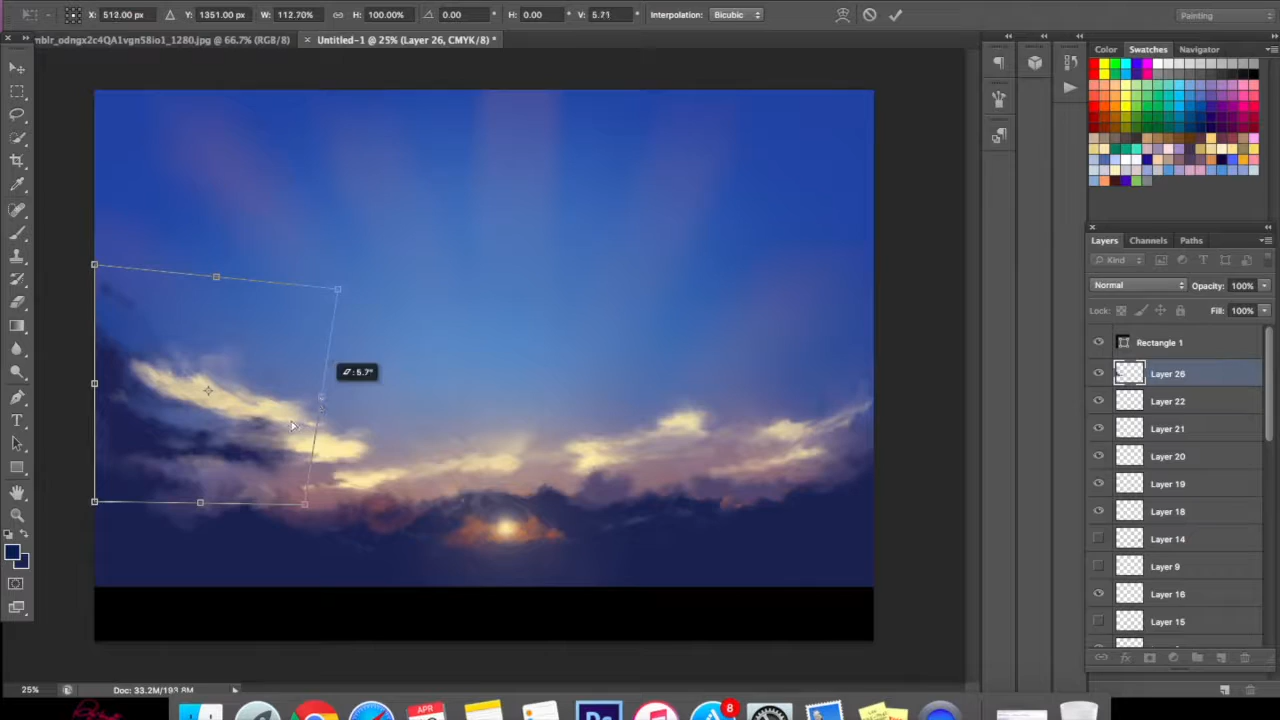 X: 512.00 px Y: 1351.00 px W: 112.70% H: 100.00% 0.00 H: 0.00 V: 5.71 Interpolation: Bicubic Painting
mblr_odngx2c4QA1vgn58io1_1280.jpg @ 66.7% (RGB/8) × Untitled-1 @ 25% (Layer 26, CMYK/8) *
Color Swatches Navigator
Layers Channels Paths
Kind
Normal Opacity: 100%
Lock: Fill: 100%
Rectangle 1
Layer 26
Layer 22
Layer 21
Layer 20
Layer 19
Layer 18
Layer 14
Layer 9
Layer 16
Layer 15
: 5.7°
25% Doc: 33.2M/193.8M
APR
8
Ps